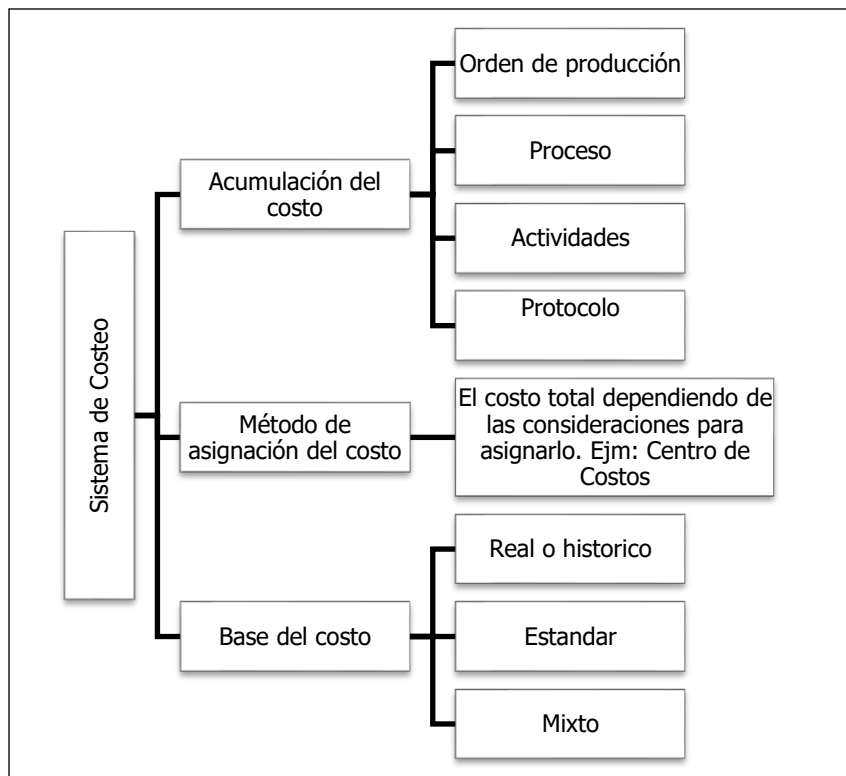 Sistema de Costeo
Acumulación del
costo
Orden de producción
Proceso
Actividades
Protocolo
Método de
asignación del costo
El costo total dependiendo de
las consideraciones para
asignarlo. Ejm: Centro de
Costos
Base del costo
Real o historico
Estandar
Mixto